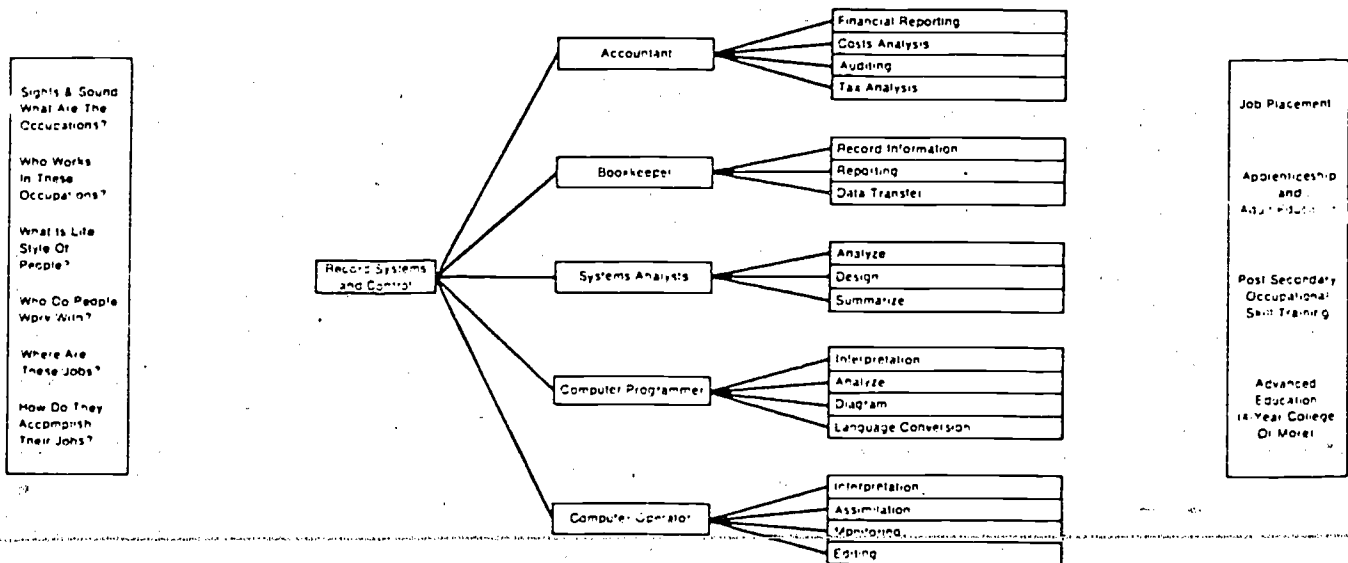 Sights & Sound
What Are The
Occupations?
Who Works
In These
Occupations?
What Is Life
Style Of
People?
Who Do People
Work With?
Where Are
These Jobs?
How Do They
Accomplish
Their Jobs?
Record Systems
and Control
Accountant
Financial Reporting
Costs Analysis
Auditing
Tax Analysis
Bookkeeper
Record Information
Reporting
Data Transfer
Systems Analysts
Analyze
Design
Summarize
Computer Programmer
Interpretation
Analyze
Diagram
Language Conversion
Computer Operator
Interpretation
Assimilation
Monitoring
Editing
Job Placement
Apprenticeship
and
Adult Education
Post Secondary
Occupational
Skill Training
Advanced
Education
(4-Year College
Or More)